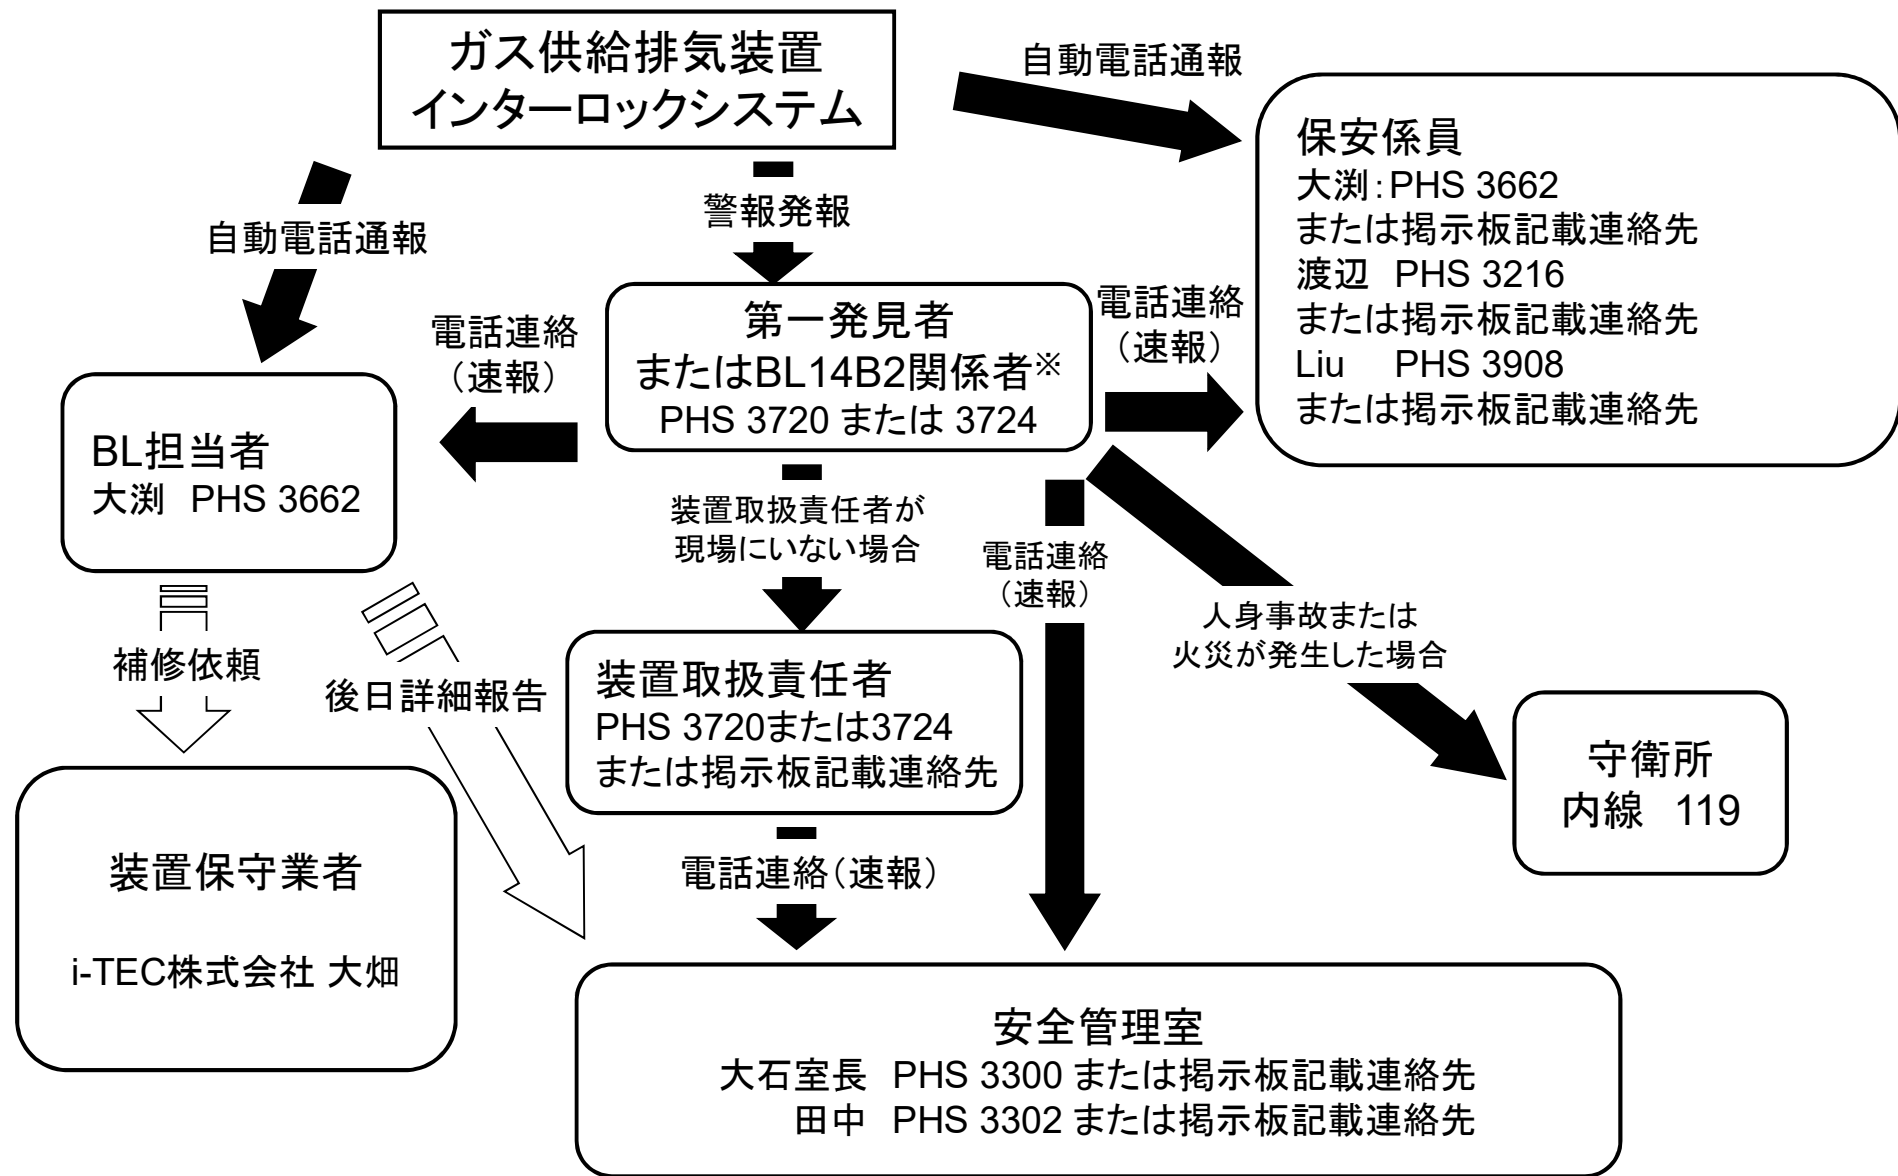 ガス供給排気装置
インターロックシステム
自動電話通報
保安係員
大渕：PHS 3662
または掲示板記載連絡先
渡辺　PHS 3216
または掲示板記載連絡先
Liu　PHS 3908
または掲示板記載連絡先
自動電話通報
警報発報
第一発見者
またはBL14B2関係者※
PHS 3720 または 3724
電話連絡
（速報）
電話連絡
（速報）
BL担当者
大渕　PHS 3662
装置取扱責任者が
現場にいない場合
電話連絡
（速報）
人身事故または
火災が発生した場合
補修依頼
後日詳細報告
装置取扱責任者
PHS 3720または3724
または掲示板記載連絡先
守衛所
内線　119
装置保守業者
i-TEC株式会社 大畑
電話連絡（速報）
安全管理室
大石室長　PHS 3300 または掲示板記載連絡先
田中　PHS 3302 または掲示板記載連絡先